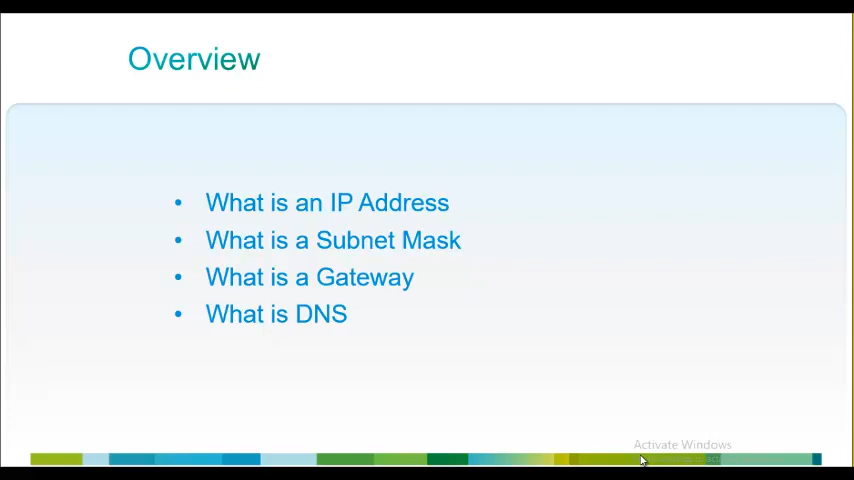 Overview
• What is an IP Address
• What is a Subnet Mask
• What is a Gateway
• What is DNS
Activate Windows